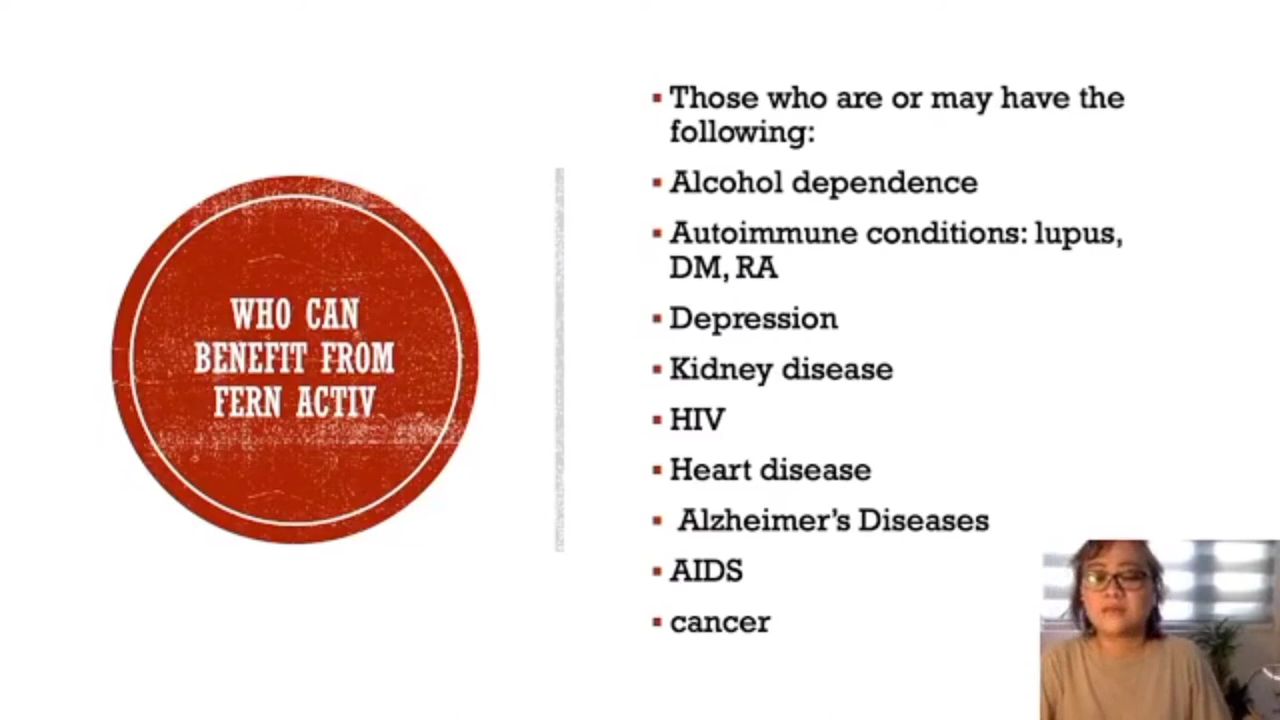 WHO CAN
BENEFIT FROM
FERN ACTIV
Those who are or may have the
following:
Alcohol dependence
Autoimmune conditions: lupus,
DM, RA
Depression
Kidney disease
HIV
Heart disease
Alzheimer’s Diseases
AIDS
cancer